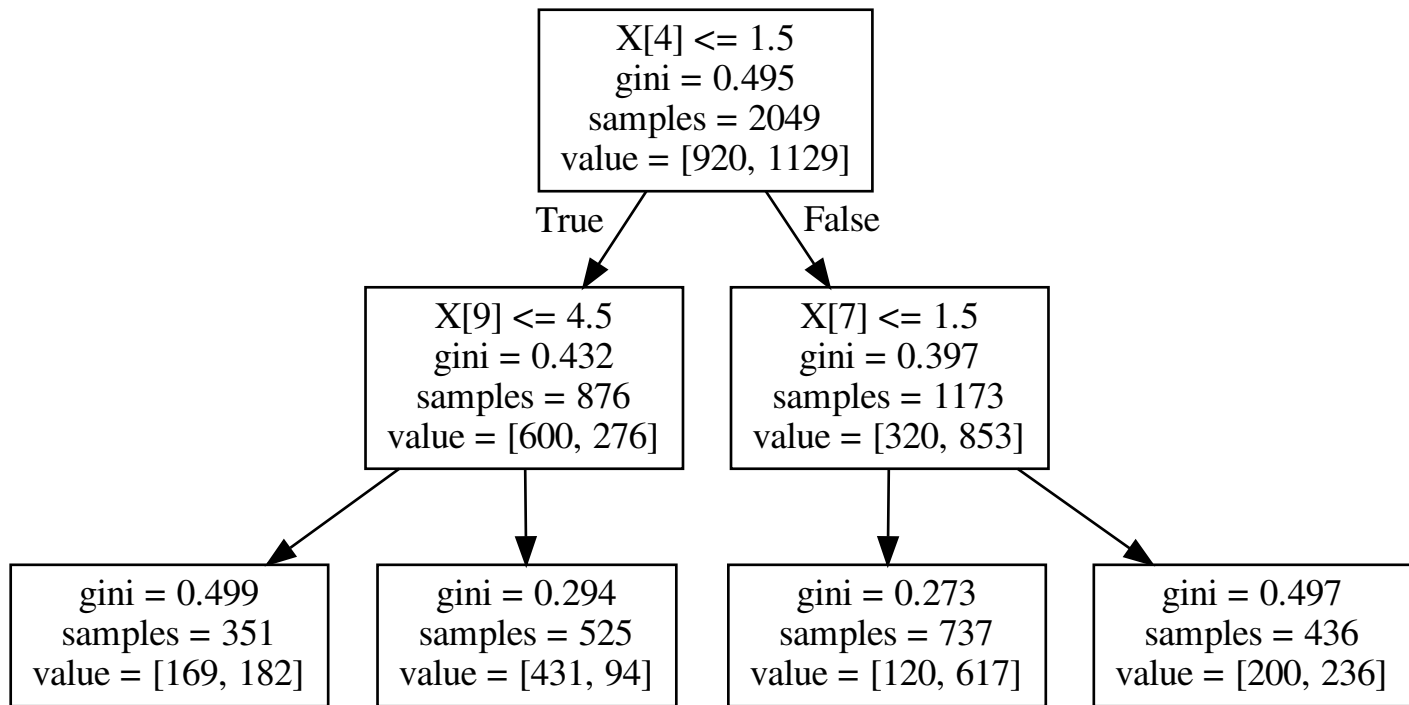 X[4] <= 1.5
gini = 0.495
samples = 2049
value = [920, 1129]
True
False
X[9] <= 4.5
gini = 0.432
samples = 876
value = [600, 276]
X[7] <= 1.5
gini = 0.397
samples = 1173
value = [320, 853]
gini = 0.499
samples = 351
value = [169, 182]
gini = 0.294
samples = 525
value = [431, 94]
gini = 0.273
samples = 737
value = [120, 617]
gini = 0.497
samples = 436
value = [200, 236]